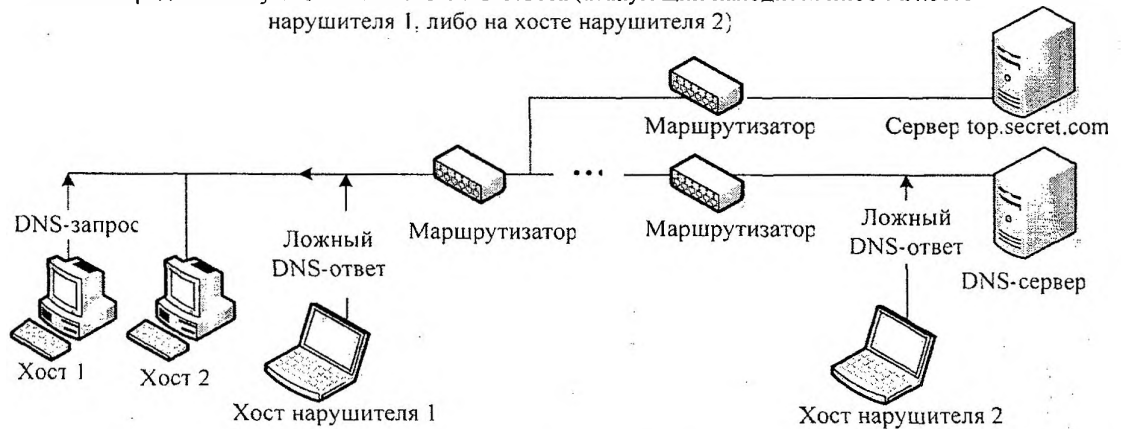 нарушителя 1, либо на хосте нарушителя 2)
Маршрутизатор
Сервер top.secret.com
DNS-запрос
Ложный
DNS-ответ
Маршрутизатор
Маршрутизатор
Ложный
DNS-ответ
DNS-сервер
Хост 1
Хост 2
Хост нарушителя 1
Хост нарушителя 2